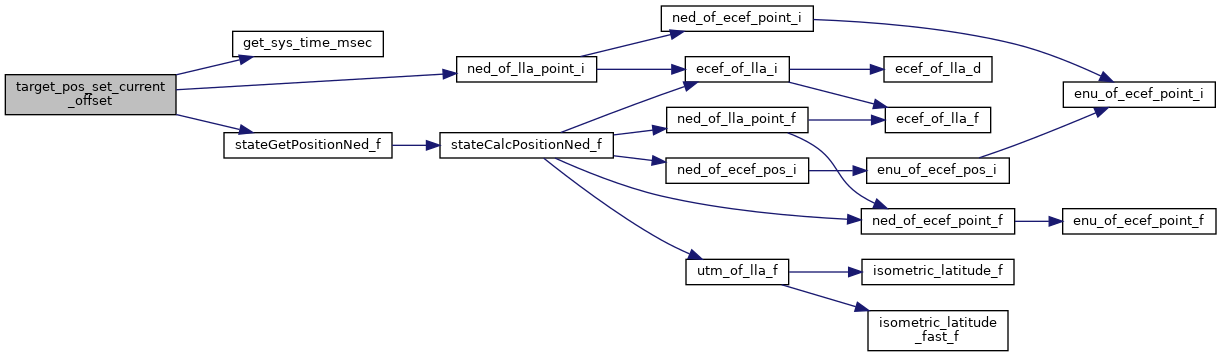 target_pos_set_current
_offset
get_sys_time_msec
stateGetPositionNed_f
ned_of_lla_point_i
stateCalcPositionNed_f
ned_of_ecef_point_i
ecef_of_lla_i
ned_of_lla_point_f
ned_of_ecef_pos_i
utm_of_lla_f
ecef_of_lla_d
ecef_of_lla_f
enu_of_ecef_pos_i
ned_of_ecef_point_f
isometric_latitude_f
isometric_latitude
_fast_f
enu_of_ecef_point_i
enu_of_ecef_point_f